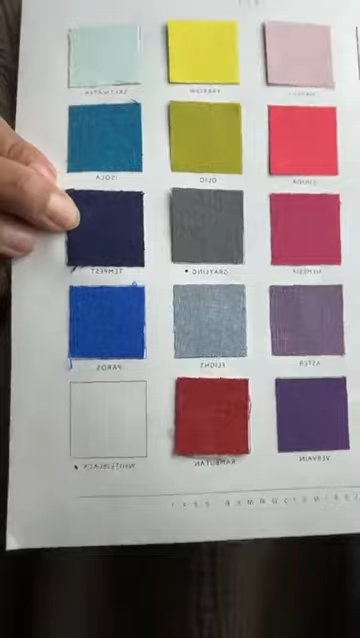 SALTWATER YARROW
ISOLA OLIO
TEMPEST GRAYLING • NEMESIA
PAROS FLIGHT ASTER
WHITE/BLACK • RAMBUTAN VERVAIN